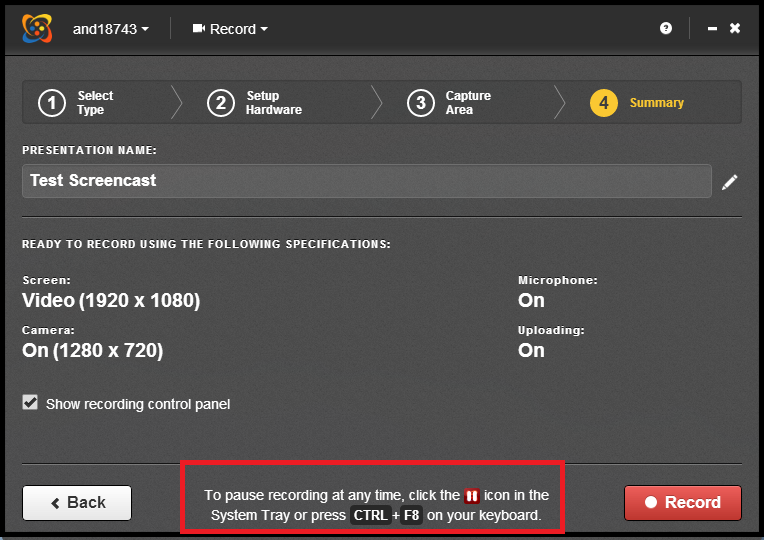 and18743
Record
1
Select
Type
2
Setup
Hardware
3
Capture
Area
4
Summary
PRESENTATION NAME:
Test Screencast
READY TO RECORD USING THE FOLLOWING SPECIFICATIONS:
Screen:
Video (1920 x 1080)
Microphone:
On
Camera:
On (1280 x 720)
Uploading:
On
Show recording control panel
Back
To pause recording at any time, click the icon in the
System Tray or press CTRL + F8 on your keyboard.
Record